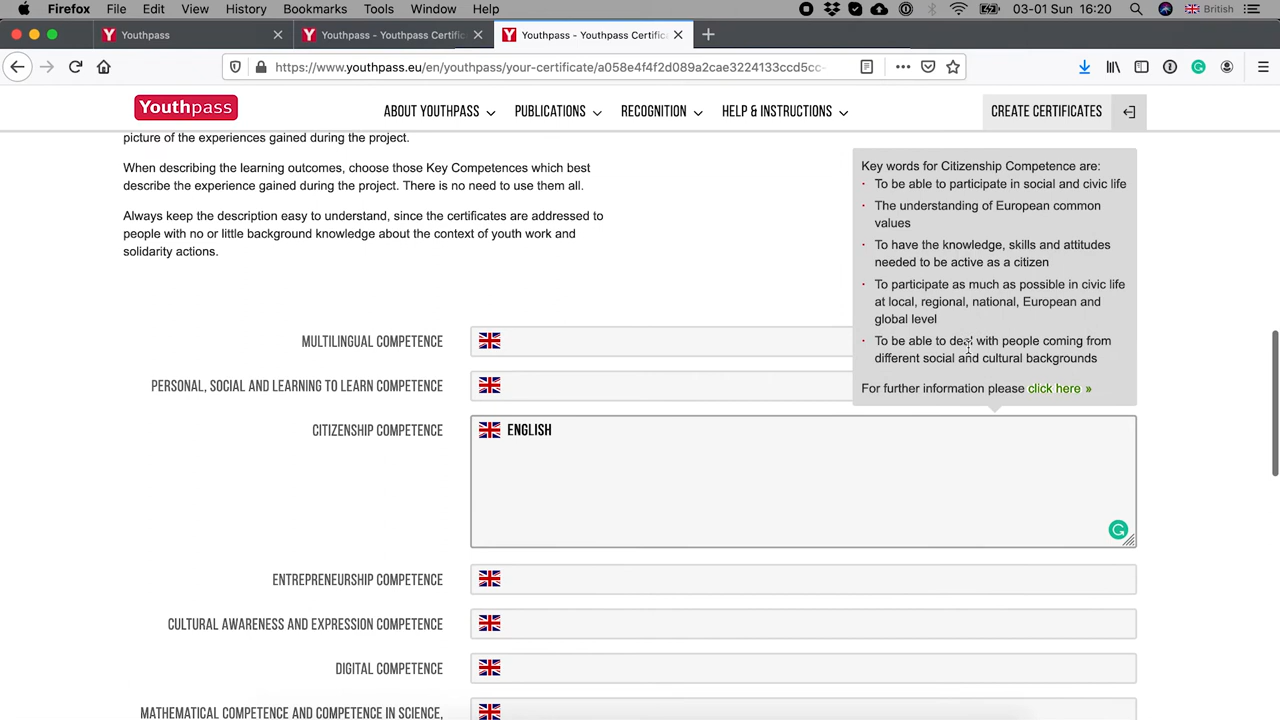 Firefox File Edit View History Bookmarks Tools Window Help 03-01 Sun 16:20 British
Youthpass
Youthpass - Youthpass Certific
Youthpass - Youthpass Certific
https://www.youthpass.eu/en/youthpass/your-certificate/a058e4f4f2d089a2cae3224133ccd5cc-
Youthpass
ABOUT YOUTHPASS PUBLICATIONS RECOGNITION HELP & INSTRUCTIONS CREATE CERTIFICATES
picture of the experiences gained during the project.
When describing the learning outcomes, choose those Key Competences which best
describe the experience gained during the project. There is no need to use them all.
Always keep the description easy to understand, since the certificates are addressed to
people with no or little background knowledge about the context of youth work and
solidarity actions.
Key words for Citizenship Competence are:
To be able to participate in social and civic life
The understanding of European common
values
To have the knowledge, skills and attitudes
needed to be active as a citizen
To participate as much as possible in civic life
at local, regional, national, European and
global level
To be able to deal with people coming from
different social and cultural backgrounds
For further information please click here »
MULTILINGUAL COMPETENCE
PERSONAL, SOCIAL AND LEARNING TO LEARN COMPETENCE
CITIZENSHIP COMPETENCE
ENGLISH
ENTREPRENEURSHIP COMPETENCE
CULTURAL AWARENESS AND EXPRESSION COMPETENCE
DIGITAL COMPETENCE
MATHEMATICAL COMPETENCE AND COMPETENCE IN SCIENCE,